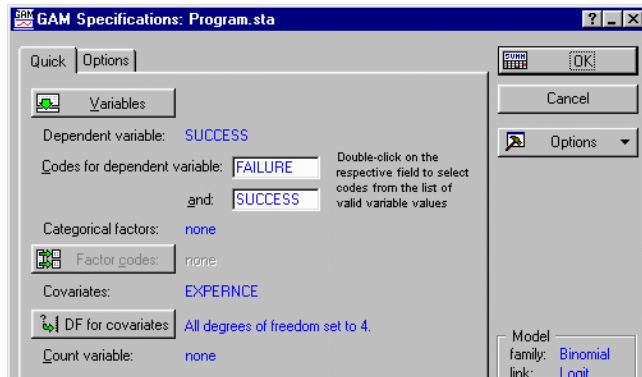 GAM Specifications: Program.sta
Quick
Options
Variables
Dependent variable: SUCCESS
Codes for dependent variable: FAILURE
and: SUCCESS
Double-click on the
respective field to select
codes from the list of
valid variable values
Categorical factors: none
Factor codes: none
Covariates: EXPERNCE
DF for covariates All degrees of freedom set to 4.
Count variable: none
OK
Cancel
Options
Model
family: Binomial
link: Logit